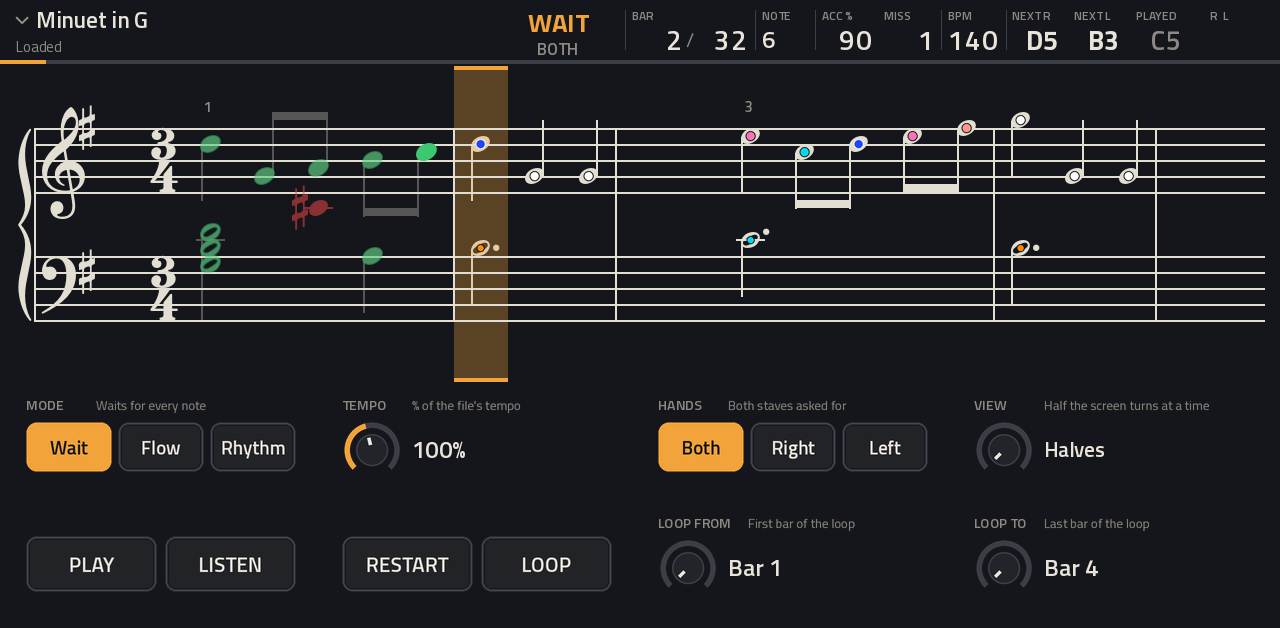 Minuet in G
Loaded
WAIT
BOTH
BAR
2 / 32
NOTE
6
ACC %
90
MISS
1
BPM
140
NEXT R
D5
NEXT L
B3
PLAYED
C5
R L
1
3
3
4
3
4
MODE
Waits for every note
Wait
Flow
Rhythm
TEMPO
% of the file's tempo
100%
HANDS
Both staves asked for
Both
Right
Left
VIEW
Half the screen turns at a time
Halves
PLAY
LISTEN
RESTART
LOOP
LOOP FROM
First bar of the loop
Bar 1
LOOP TO
Last bar of the loop
Bar 4